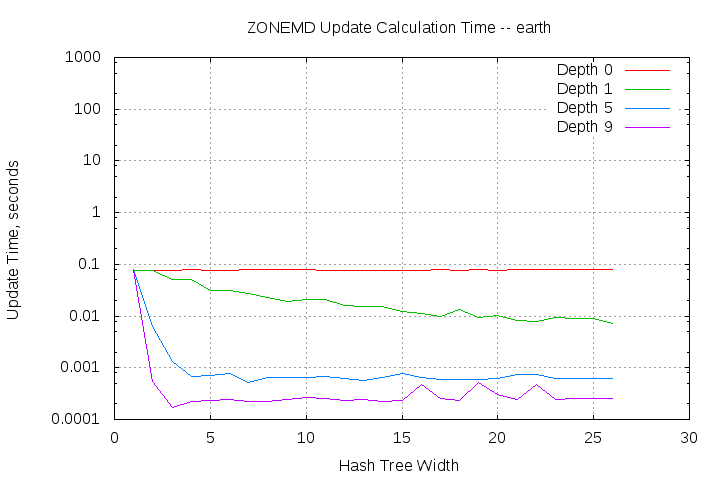 ZONEMD Update Calculation Time -- earth
1000
100
10
1
0.1
0.01
0.001
0.0001
Update Time, seconds
Depth 0
Depth 1
Depth 5
Depth 9
0 5 10 15 20 25 30
Hash Tree Width